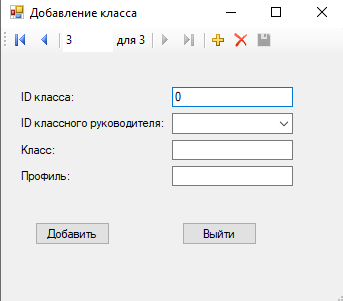 Добавление класса
3 для 3
ID класса: 0
ID классного руководителя:
Класс:
Профиль:
Добавить Выйти